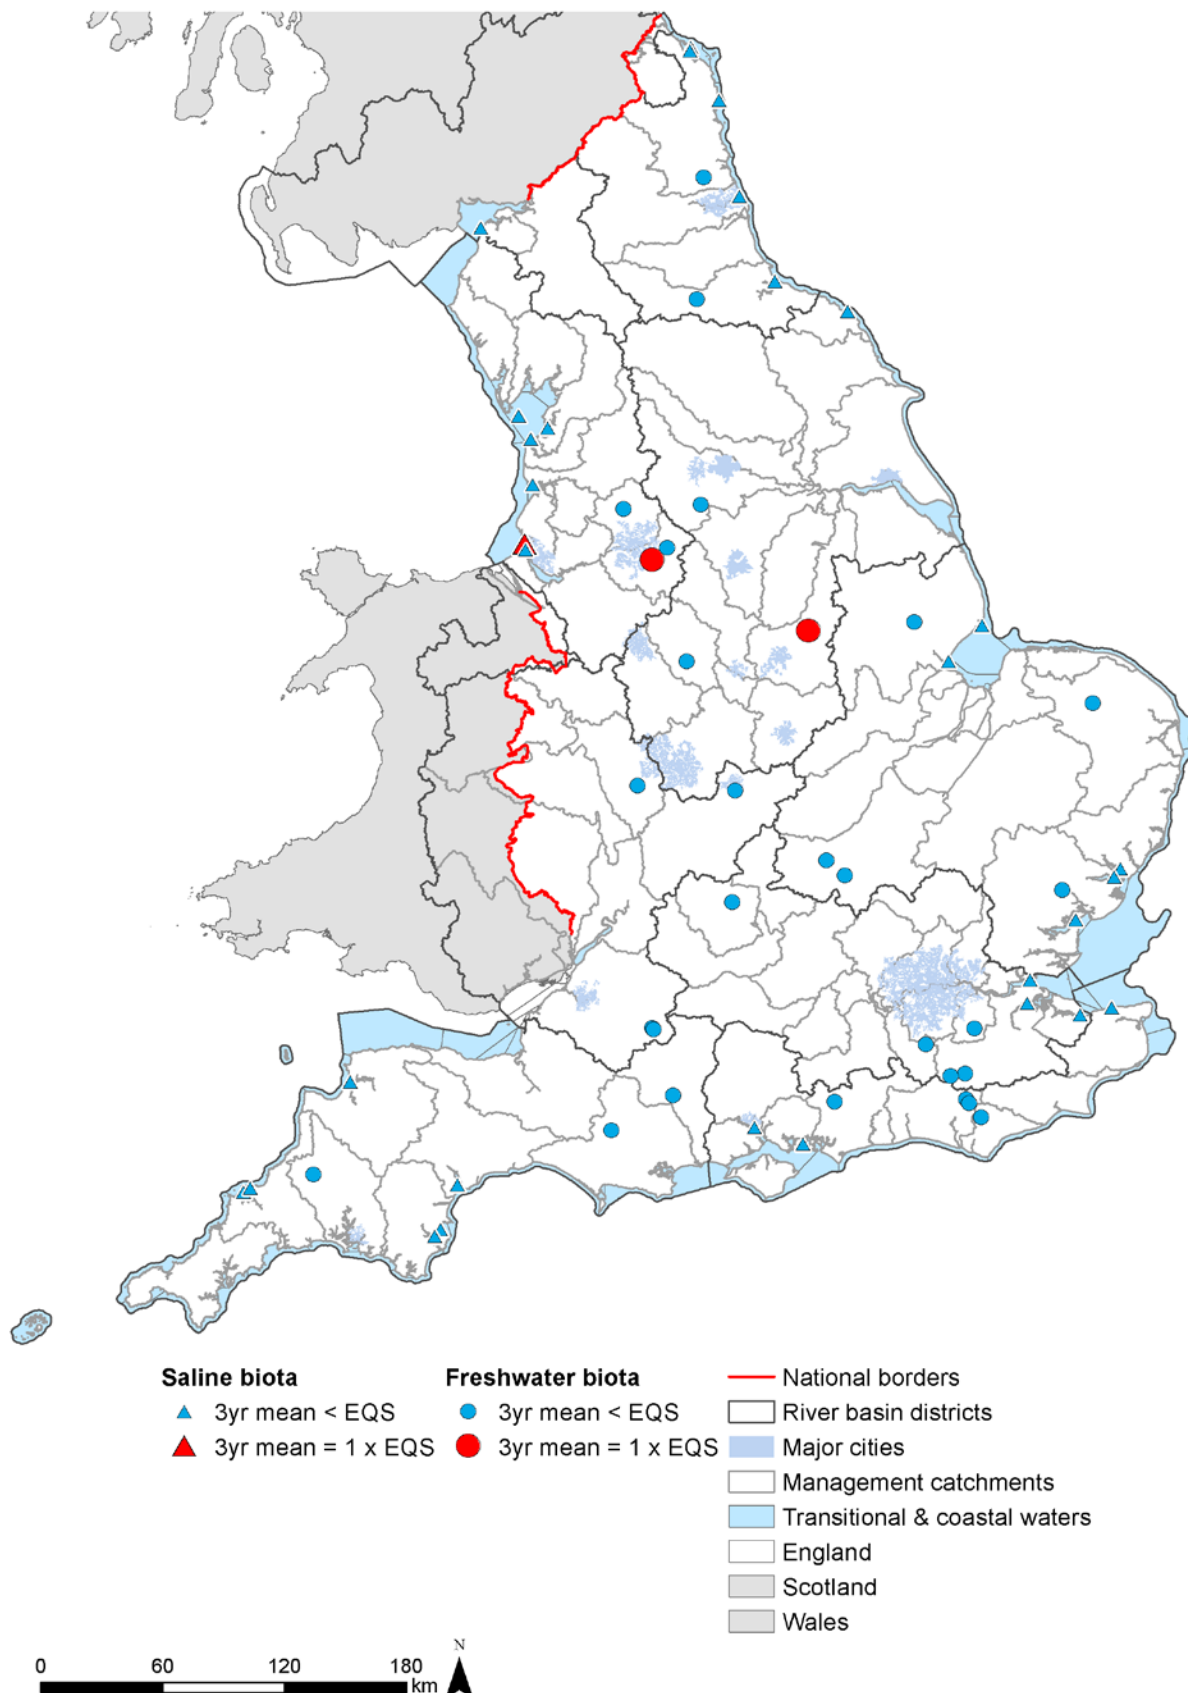 Saline biota
3yr mean < EQS
3yr mean = 1 x EQS
Freshwater biota
3yr mean < EQS
3yr mean = 1 x EQS
National borders
River basin districts
Major cities
Management catchments
Transitional & coastal waters
England
Scotland
Wales
0 60 120 180
km
N